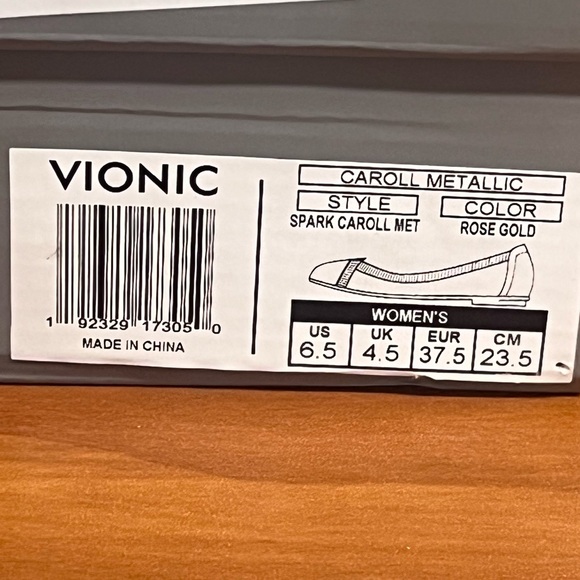 VIONIC
1 92329 17305 0
MADE IN CHINA
CAROLL METALLIC
STYLE COLOR
SPARK CAROLL MET ROSE GOLD
WOMEN'S
US UK EUR CM
6.5 4.5 37.5 23.5